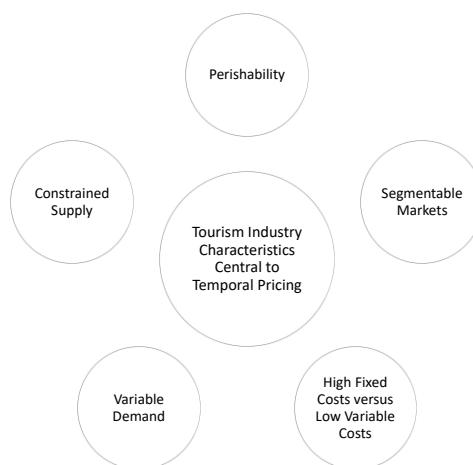 Perishability
Constrained
Supply
Segmentable
Markets
Tourism Industry
Characteristics
Central to
Temporal Pricing
Variable
Demand
High Fixed
Costs versus
Low Variable
Costs